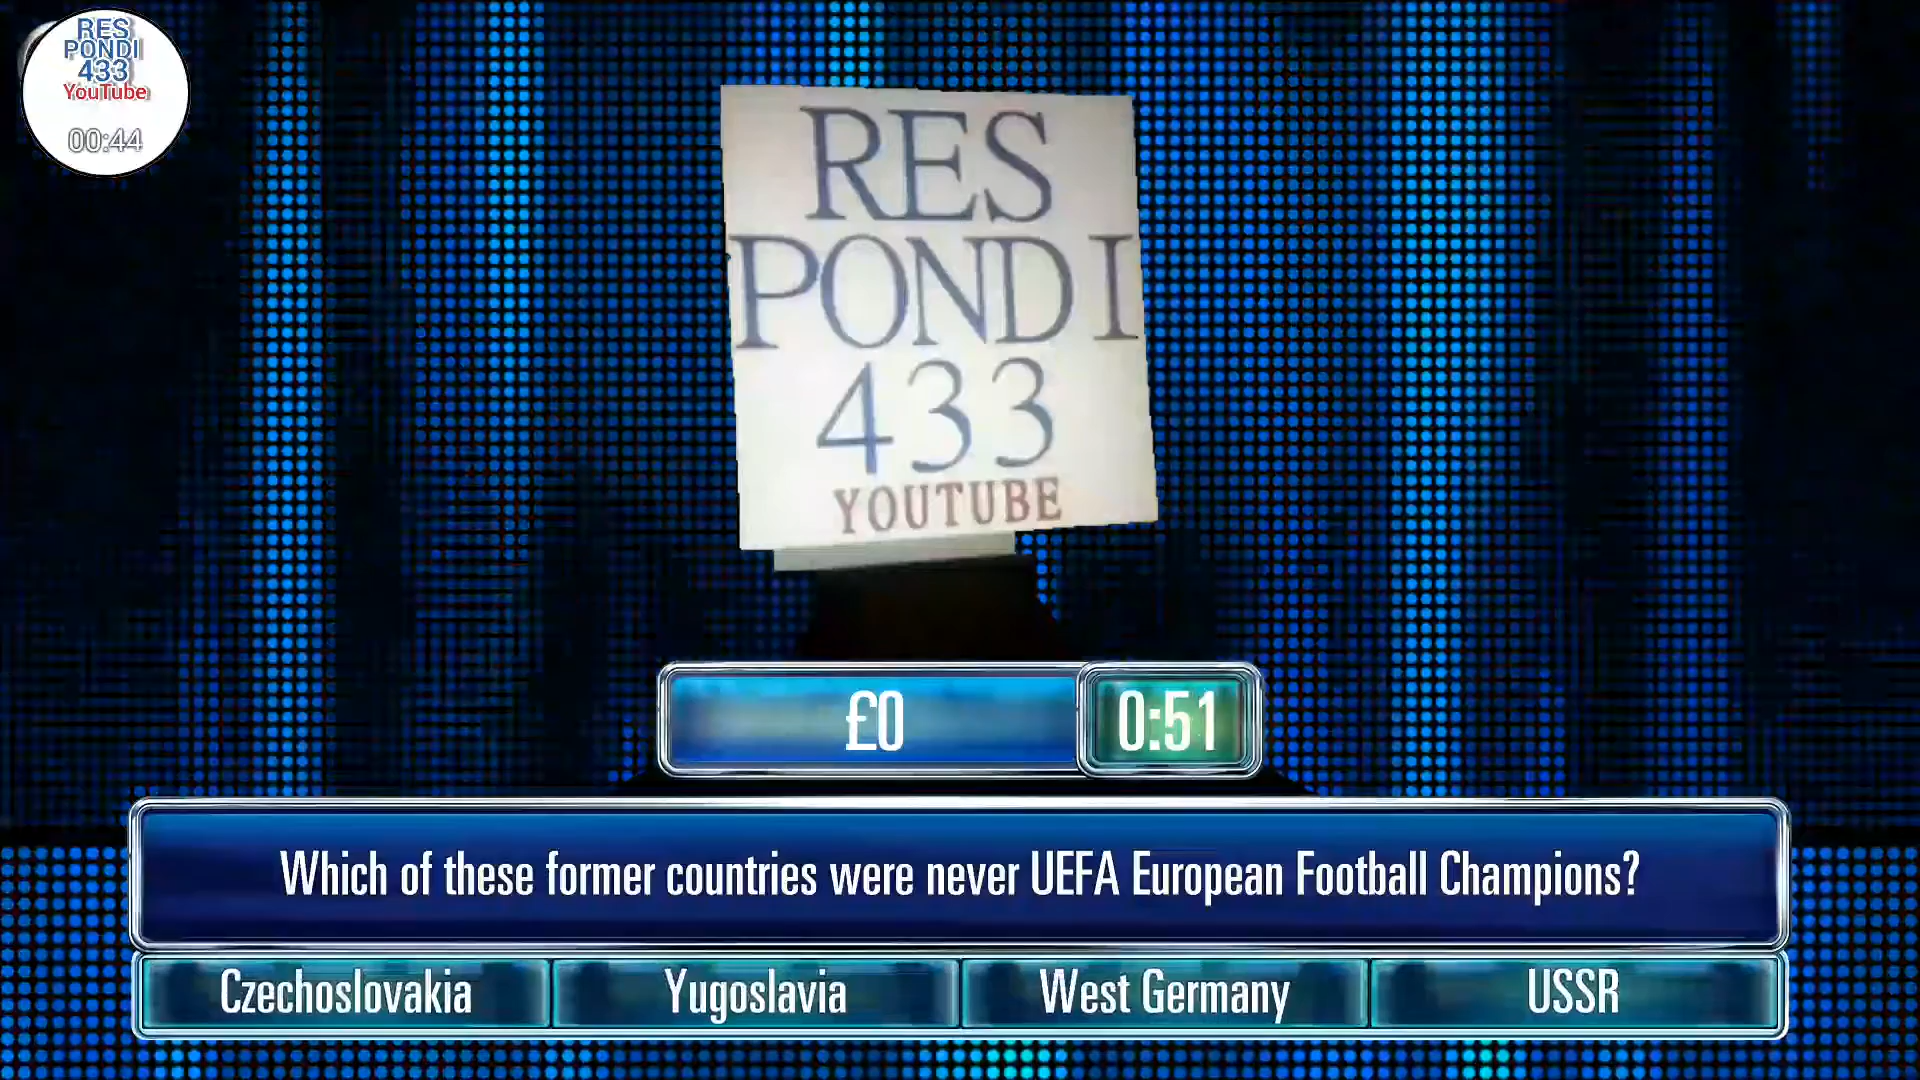 RES
PONDI
433
YouTube
00:44
RES
PONDI
433
YOUTUBE
£0
0:51
Which of these former countries were never UEFA European Football Champions?
Czechoslovakia
Yugoslavia
West Germany
USSR